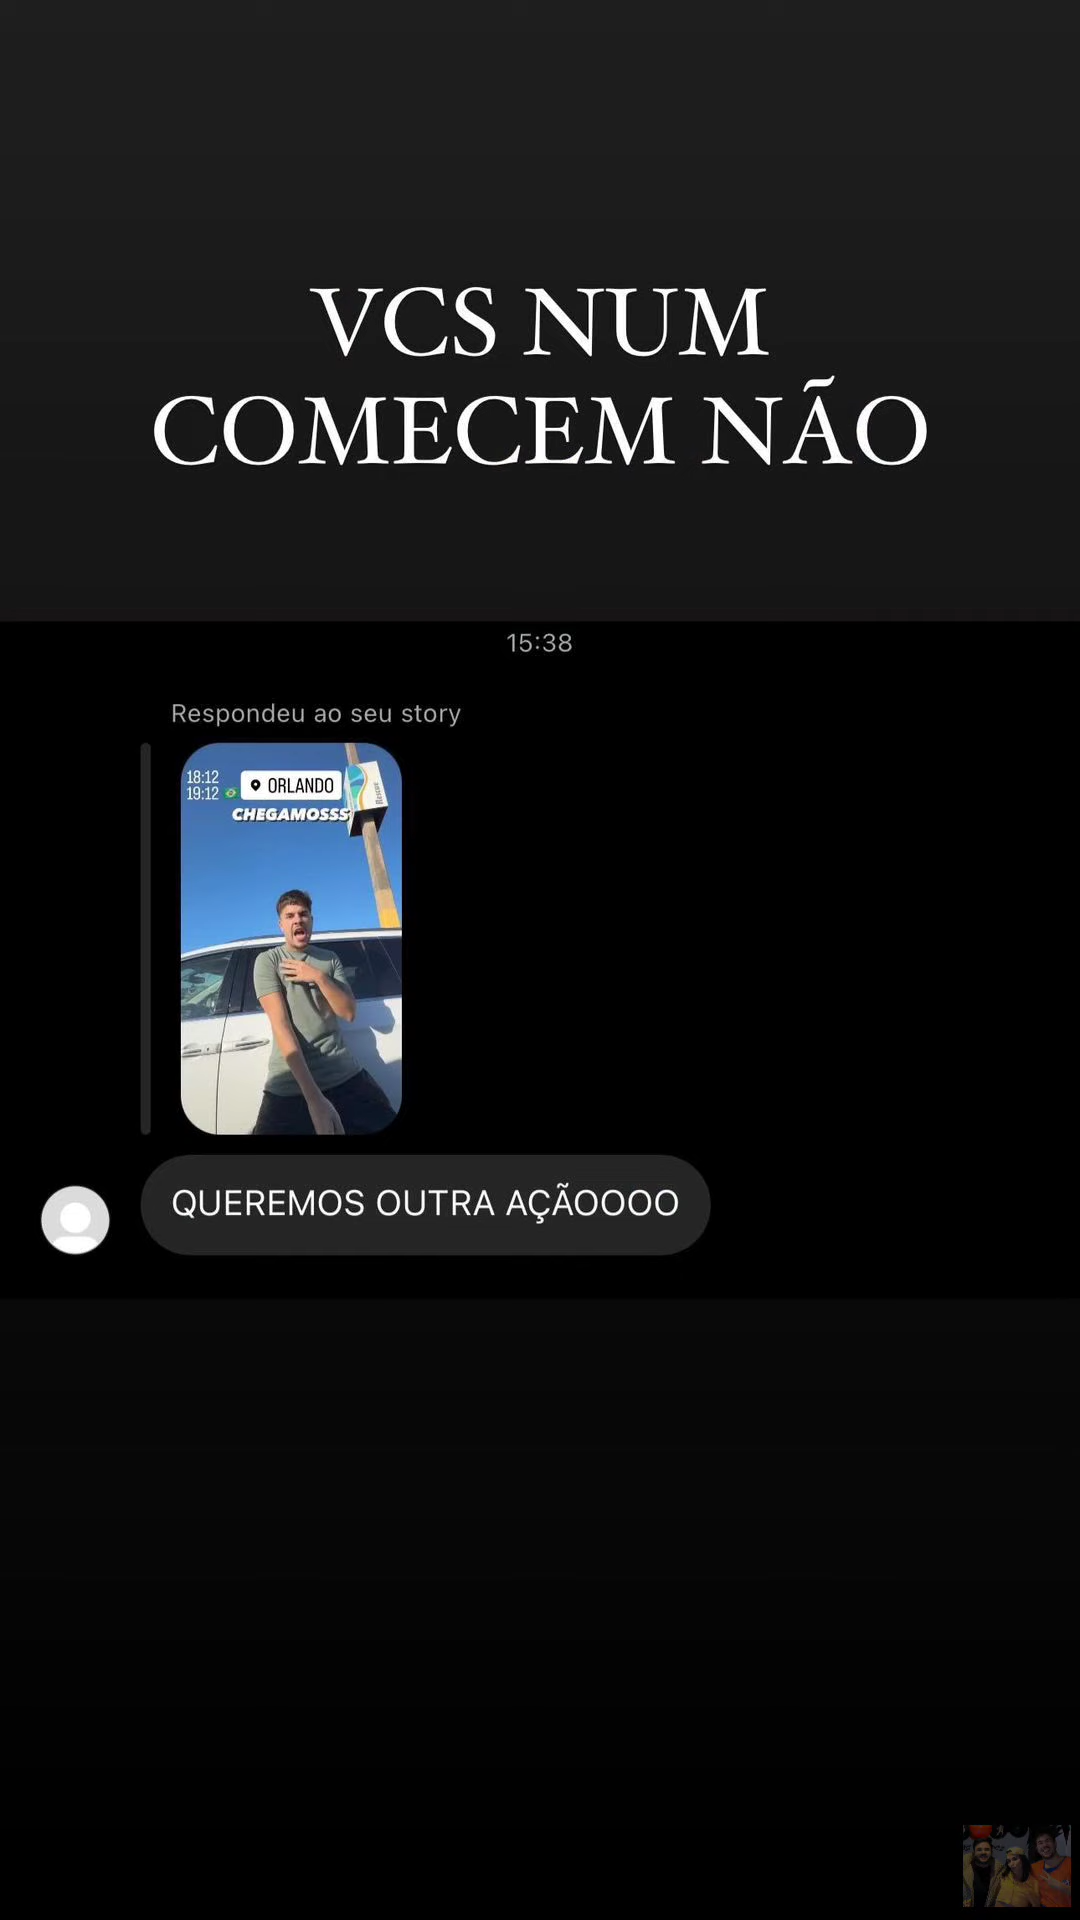 VCS NUM
COMECEM NÃO
15:38
Respondeu ao seu story
18:12
19:12
ORLANDO
CHEGAMOSSS
Rescue
QUEREMOS OUTRA AÇÃOOOO